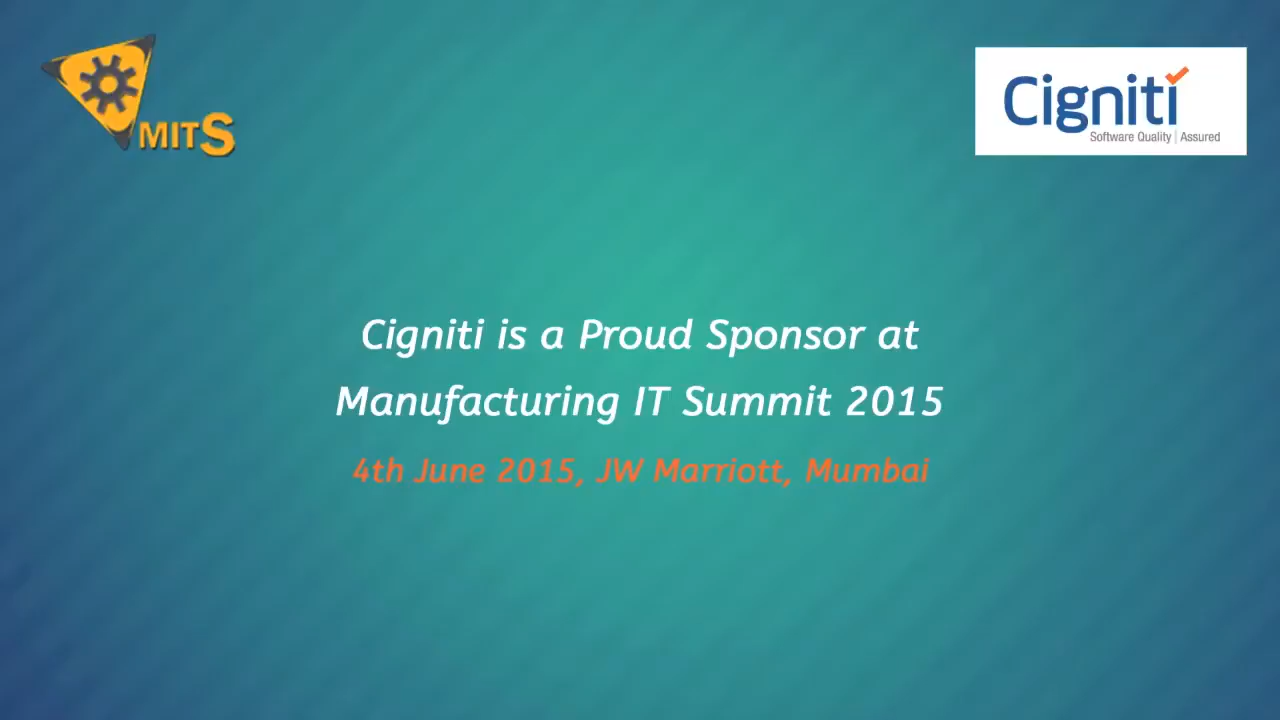 MITS
Cigniti
Software Quality | Assured
Cigniti is a Proud Sponsor at
Manufacturing IT Summit 2015
4th June 2015, JW Marriott, Mumbai